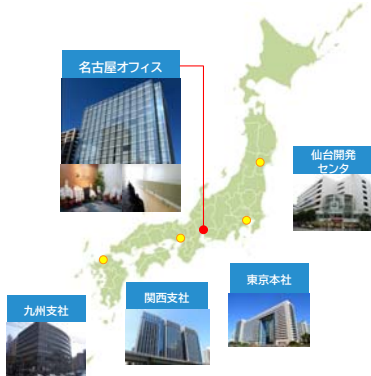 名古屋オフィス
仙台開発
センタ
東京本社
関西支社
九州支社